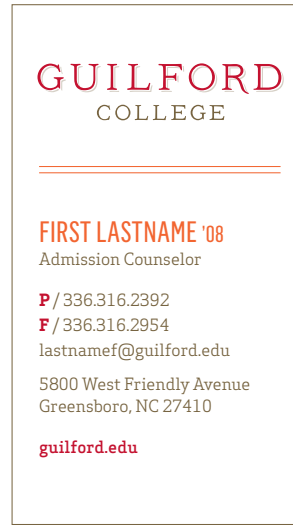 GUILFORD
COLLEGE
FIRST LASTNAME '08
Admission Counselor
P / 336.316.2392
F / 336.316.2954
lastnamef@guilford.edu
5800 West Friendly Avenue
Greensboro, NC 27410
guilford.edu